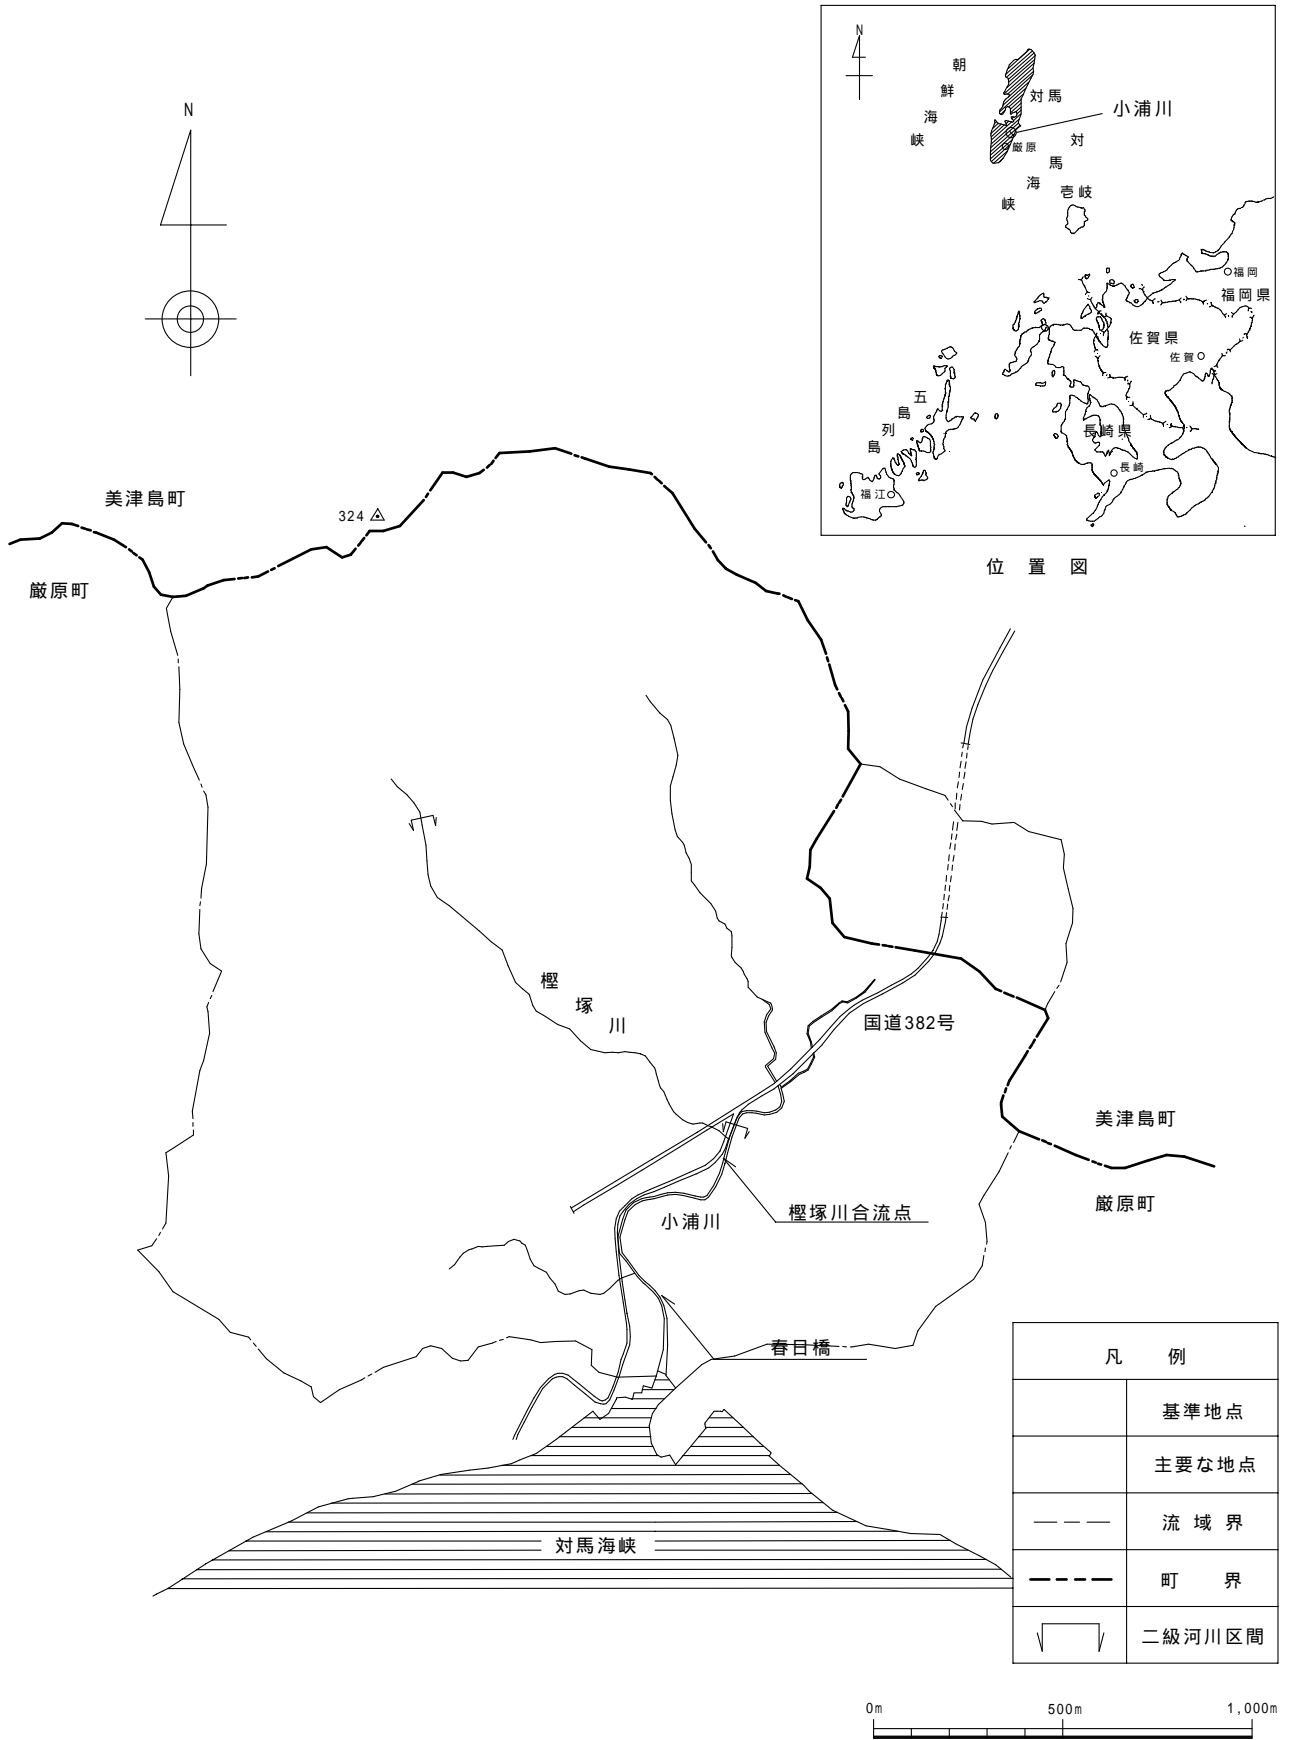 N
朝鮮海峡
対馬
小浦川
厳原
対馬海峡
壱岐
福岡
福岡県
佐賀県
佐賀
五島列島
長崎県
長崎
福江
位置図
N
美津島町
324
厳原町
樫塚川
国道382号
美津島町
厳原町
樫塚川合流点
小浦川
春日橋
対馬海峡
凡例
基準地点
主要な地点
流域界
町界
二級河川区間
0m 500m 1,000m